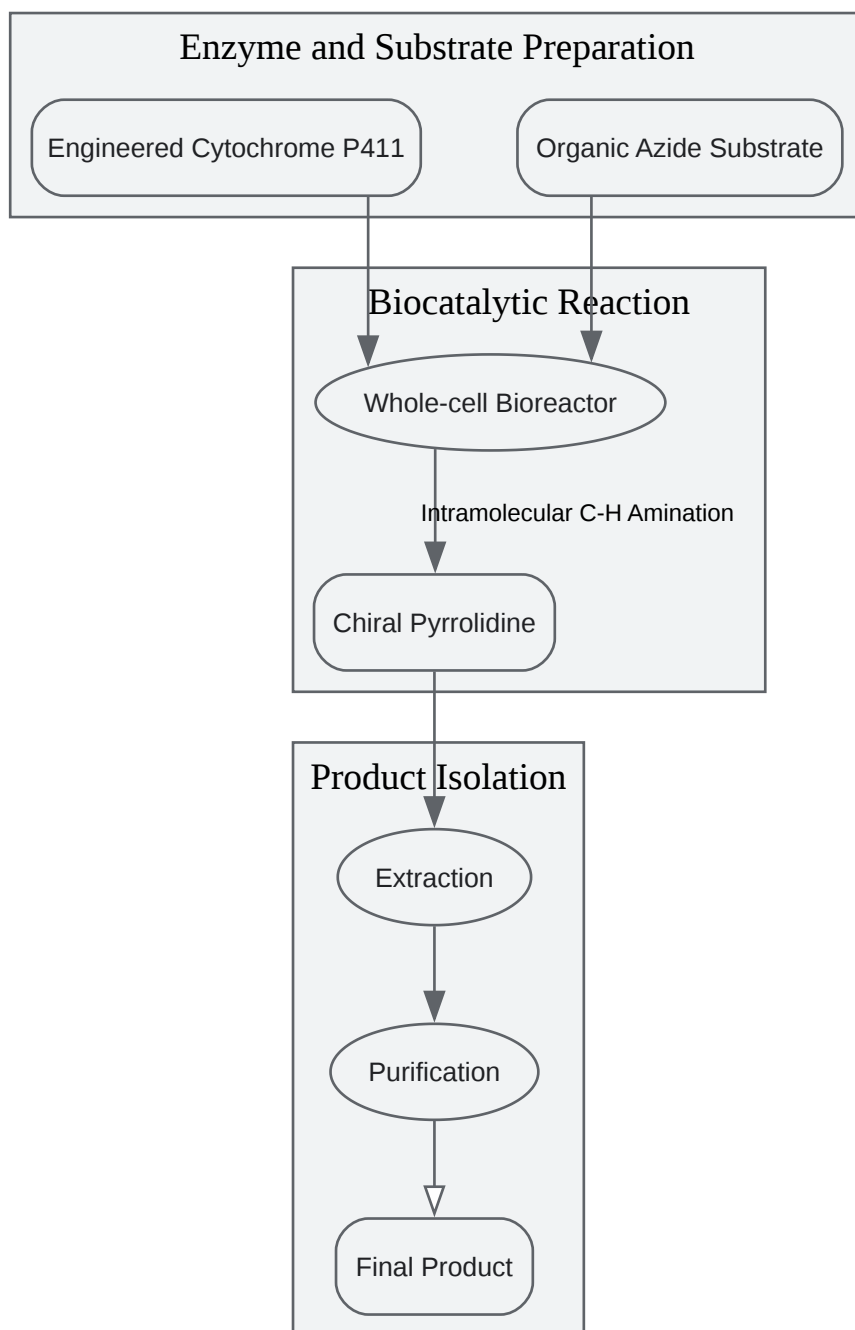 Enzyme and Substrate Preparation
Engineered Cytochrome P411
Organic Azide Substrate
Biocatalytic Reaction
Whole-cell Bioreactor
Intramolecular C-H Amination
Chiral Pyrrolidine
Product Isolation
Extraction
Purification
Final Product